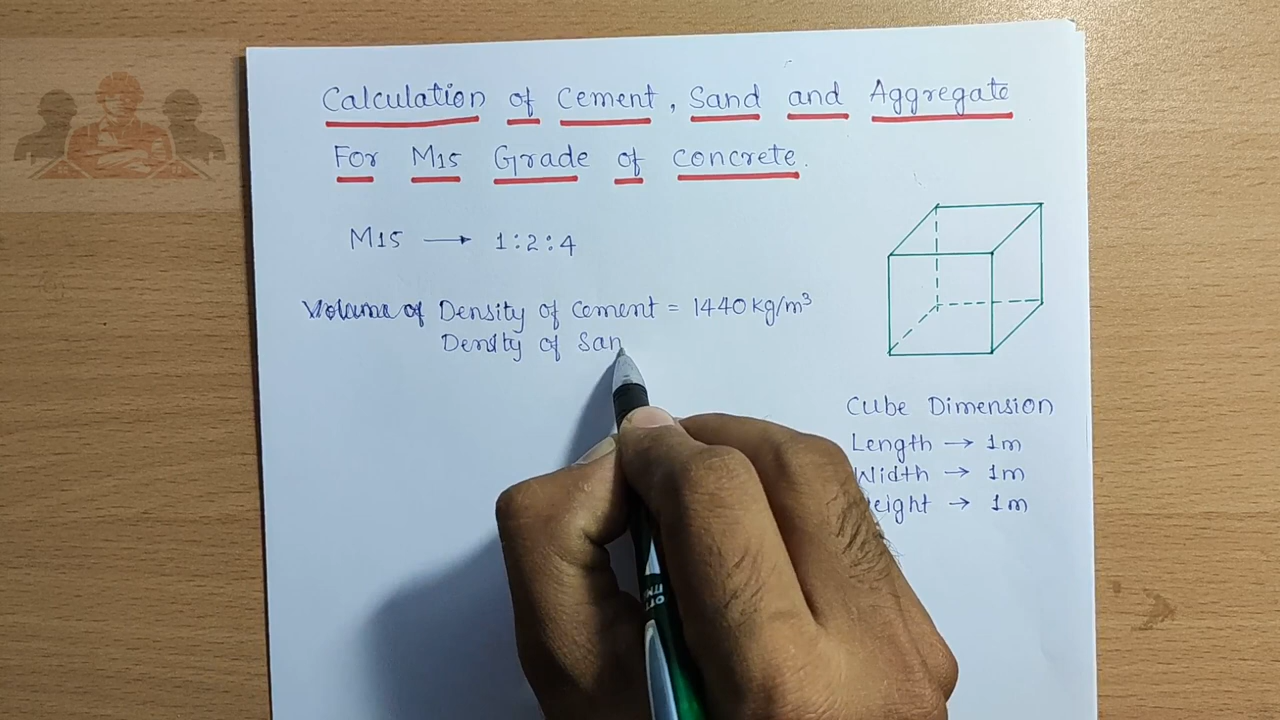 Calculation of Cement, Sand and Aggregate
For M15 Grade of concrete.
M15 → 1:2:4
Volume of Density of Cement = 1440 kg/m³
Density of San
Cube Dimension
Length → 1m
Width → 1m
eight → 1m